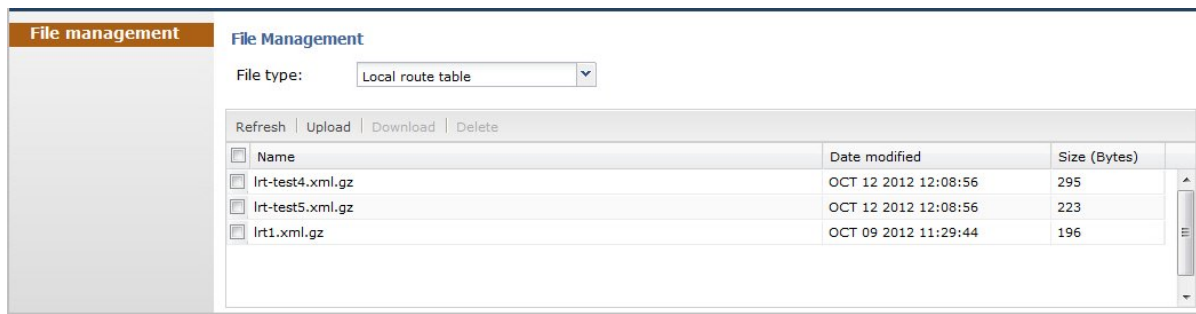 File management
File Management
File type: Local route table
Refresh Upload Download Delete
Name Date modified Size (Bytes)
lrt-test4.xml.gz OCT 12 2012 12:08:56 295
lrt-test5.xml.gz OCT 12 2012 12:08:56 223
lrt1.xml.gz OCT 09 2012 11:29:44 196